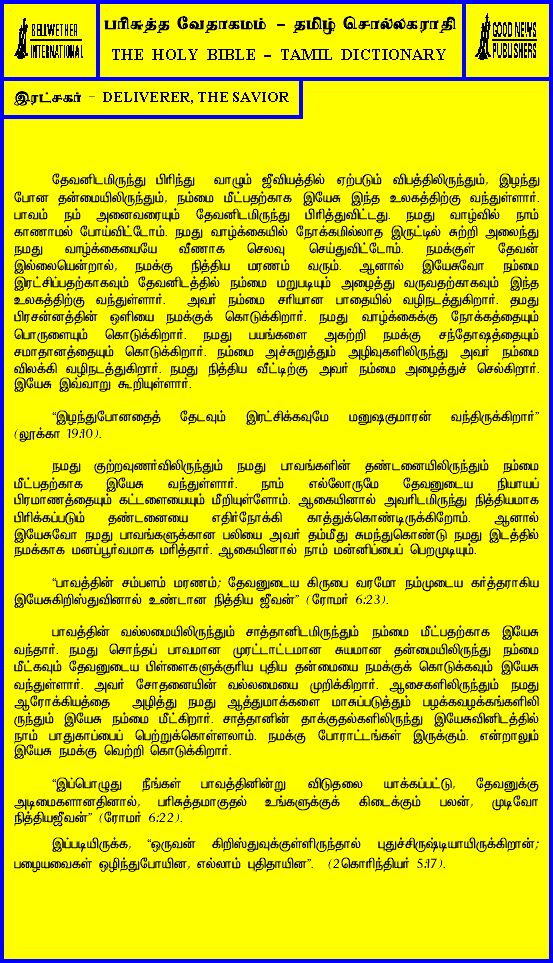 BELLWETHER
INTERNATIONAL
பரிசுத்த வேதாகமம் - தமிழ் சொல்லகராதி
THE HOLY BIBLE - TAMIL DICTIONARY
GOOD NEWS
PUBLISHERS
இரட்சகர் - DELIVERER, THE SAVIOR
தேவனிடமிருந்து பிரிந்து வாழும் ஜீவியத்தில் ஏற்படும் விபத்திலிருந்தும், இழந்து
போன தன்மையிலிருந்தும், நம்மை மீட்பதற்காக இயேசு இந்த உலகத்திற்கு வந்துள்ளார்.
பாவம் நம் அனைவரையும் தேவனிடமிருந்து பிரித்துவிட்டது. நமது வாழ்வில் நாம்
காணாமல் போய்விட்டோம். நமது வாழ்க்கையில் நோக்கமில்லாத இருட்டில் சுற்றி அலைந்து
நமது வாழ்க்கையையே வீணாக செலவு செய்துவிட்டோம். நமக்குள் தேவன்
இல்லையென்றால், நமக்கு நித்திய மரணம் வரும். ஆனால் இயேசுவோ நம்மை
இரட்சிப்பதற்காகவும் தேவனிடத்தில் நம்மை மறுபடியும் அழைத்து வருவதற்காகவும் இந்த
உலகத்திற்கு வந்துள்ளார். அவர் நம்மை சரியான பாதையில் வழிநடத்துகிறார். தமது
பிரசன்னத்தின் ஒளியை நமக்குக் கொடுக்கிறார். நமது வாழ்க்கைக்கு நோக்கத்தையும்
பொருளையும் கொடுக்கிறார். நமது பயங்களை அகற்றி நமக்கு சந்தோஷத்தையும்
சமாதானத்தையும் கொடுக்கிறார். நம்மை அச்சுறுத்தும் அழிவுகளிலிருந்து அவர் நம்மை
விலக்கி வழிநடத்துகிறார். நமது நித்திய வீட்டிற்கு அவர் நம்மை அழைத்துச் செல்கிறார்.
இயேசு இவ்வாறு கூறியுள்ளார்.
“இழந்துபோனதைத் தேடவும் இரட்சிக்கவுமே மனுஷகுமாரன் வந்திருக்கிறார்”
(லூக்கா 19:10).
நமது குற்றவுணர்விலிருந்தும் நமது பாவங்களின் தண்டனையிலிருந்தும் நம்மை
மீட்பதற்காக இயேசு வந்துள்ளார். நாம் எல்லோருமே தேவனுடைய நியாயப்
பிரமாணத்தையும் கட்டளையையும் மீறியுள்ளோம். ஆகையினால் அவரிடமிருந்து நித்தியமாக
பிரிக்கப்படும் தண்டனையை எதிர்நோக்கி காத்துக்கொண்டிருக்கிறோம். ஆனால்
இயேசுவோ நமது பாவங்களுக்கான பலியை அவர் தம்மீது சுமந்துகொண்டு நமது இடத்தில்
நமக்காக மனப்பூர்வமாக மரித்தார். ஆகையினால் நாம் மன்னிப்பைப் பெறமுடியும்.
“பாவத்தின் சம்பளம் மரணம்; தேவனுடைய கிருபை வரமோ நம்முடைய கர்த்தராகிய
இயேசுகிறிஸ்துவினால் உண்டான நித்திய ஜீவன்” (ரோமர் 6:23).
பாவத்தின் வல்லமையிலிருந்தும் சாத்தானிடமிருந்தும் நம்மை மீட்பதற்காக இயேசு
வந்தார். நமது சொந்தப் பாவமான முரட்டாட்டமான சுயமான தன்மையிலிருந்து நம்மை
மீட்கவும் தேவனுடைய பிள்ளைகளுக்குரிய புதிய தன்மையை நமக்குக் கொடுக்கவும் இயேசு
வந்துள்ளார். அவர் சோதனையின் வல்லமையை முறிக்கிறார். ஆசைகளிலிருந்தும் நமது
ஆரோக்கியத்தை அழித்து நமது ஆத்துமாக்களை மாசுப்படுத்தும் பழக்கவழக்கங்களிலி
ருந்தும் இயேசு நம்மை மீட்கிறார். சாத்தானின் தாக்குதல்களிலிருந்து இயேசுவினிடத்தில்
நாம் பாதுகாப்பைப் பெற்றுக்கொள்ளலாம். நமக்கு போராட்டங்கள் இருக்கும். என்றாலும்
இயேசு நமக்கு வெற்றி கொடுக்கிறார்.
“இப்பொழுது நீங்கள் பாவத்தினின்று விடுதலை யாக்கப்பட்டு, தேவனுக்கு
அடிமைகளானதினால், பரிசுத்தமாகுதல் உங்களுக்குக் கிடைக்கும் பலன், முடிவோ
நித்தியஜீவன்” (ரோமர் 6:22).
இப்படியிருக்க, “ஒருவன் கிறிஸ்துவுக்குள்ளிருந்தால் புதுச்சிருஷ்டியாயிருக்கிறான்;
பழையவைகள் ஒழிந்துபோயின, எல்லாம் புதிதாயின”. (2கொரிந்தியர் 5:17).